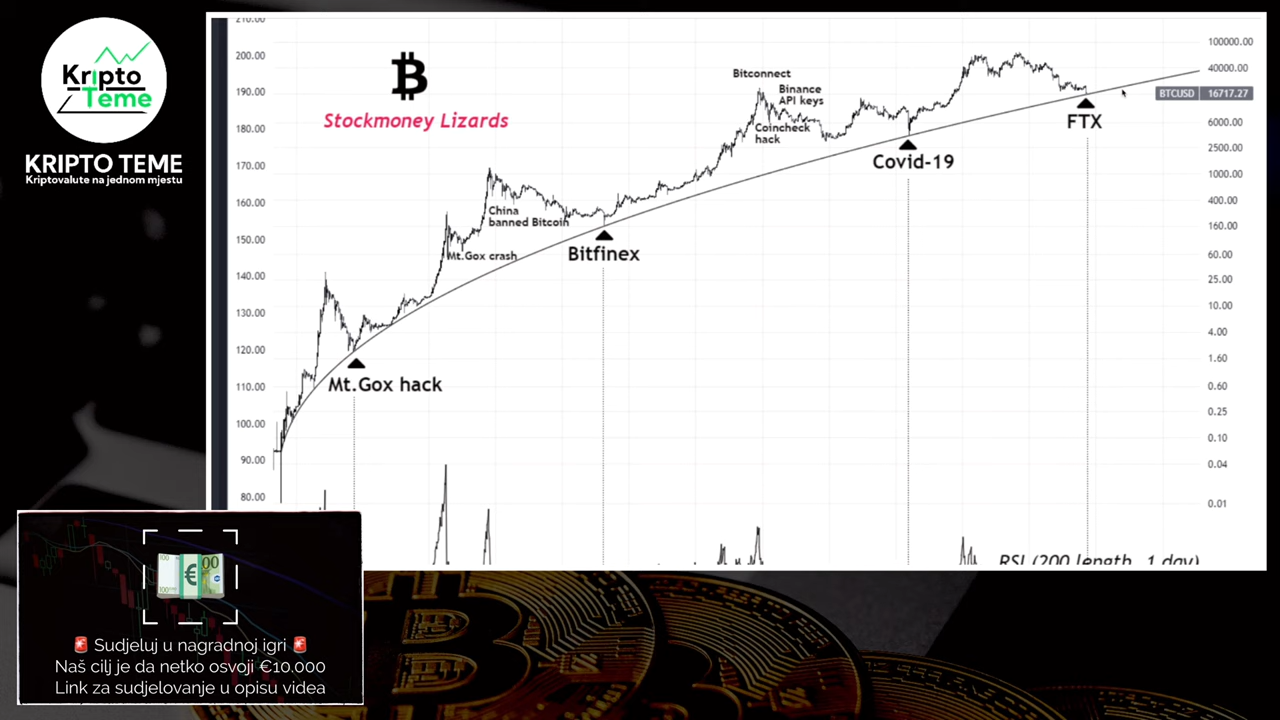 Kripto
Teme
KRIPTO TEME
Kriptovalute na jednom mjestu
Stockmoney Lizards
210.00
200.00
190.00
180.00
170.00
160.00
150.00
140.00
130.00
120.00
110.00
100.00
90.00
80.00
Bitconnect
Binance
API keys
Coincheck
hack
China
banned Bitcoin
Mt.Gox crash
Mt.Gox hack
Bitfinex
Covid-19
FTX
100000.00
40000.00
BTCUSD 16717.27
6000.00
2500.00
1000.00
400.00
160.00
60.00
25.00
10.00
4.00
1.60
0.60
0.25
0.10
0.04
0.01
RSI (200 length, 1 day)
🚨 Sudjeluj u nagradnoj igri 🚨
Naš cilj je da netko osvoji €10.000
Link za sudjelovanje u opisu videa